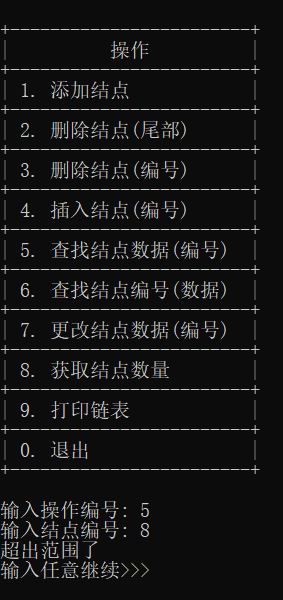 操作
1. 添加结点
2. 删除结点(尾部)
3. 删除结点(编号)
4. 插入结点(编号)
5. 查找结点数据(编号)
6. 查找结点编号(数据)
7. 更改结点数据(编号)
8. 获取结点数量
9. 打印链表
0. 退出
输入操作编号: 5
输入结点编号: 8
超出范围了
输入任意继续>>>